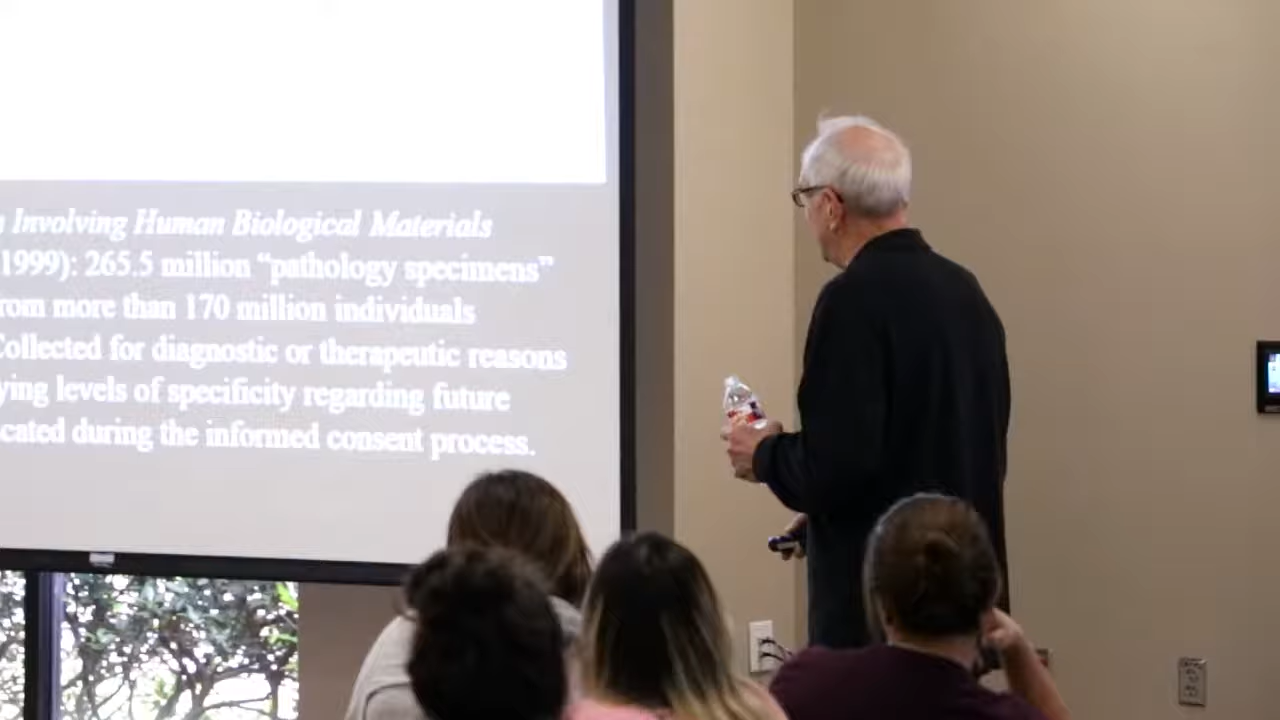 Involving Human Biological Materials
1999): 265.5 million “pathology specimens”
rom more than 170 million individuals
Collected for diagnostic or therapeutic reasons
ying levels of specificity regarding future
cated during the informed consent process.